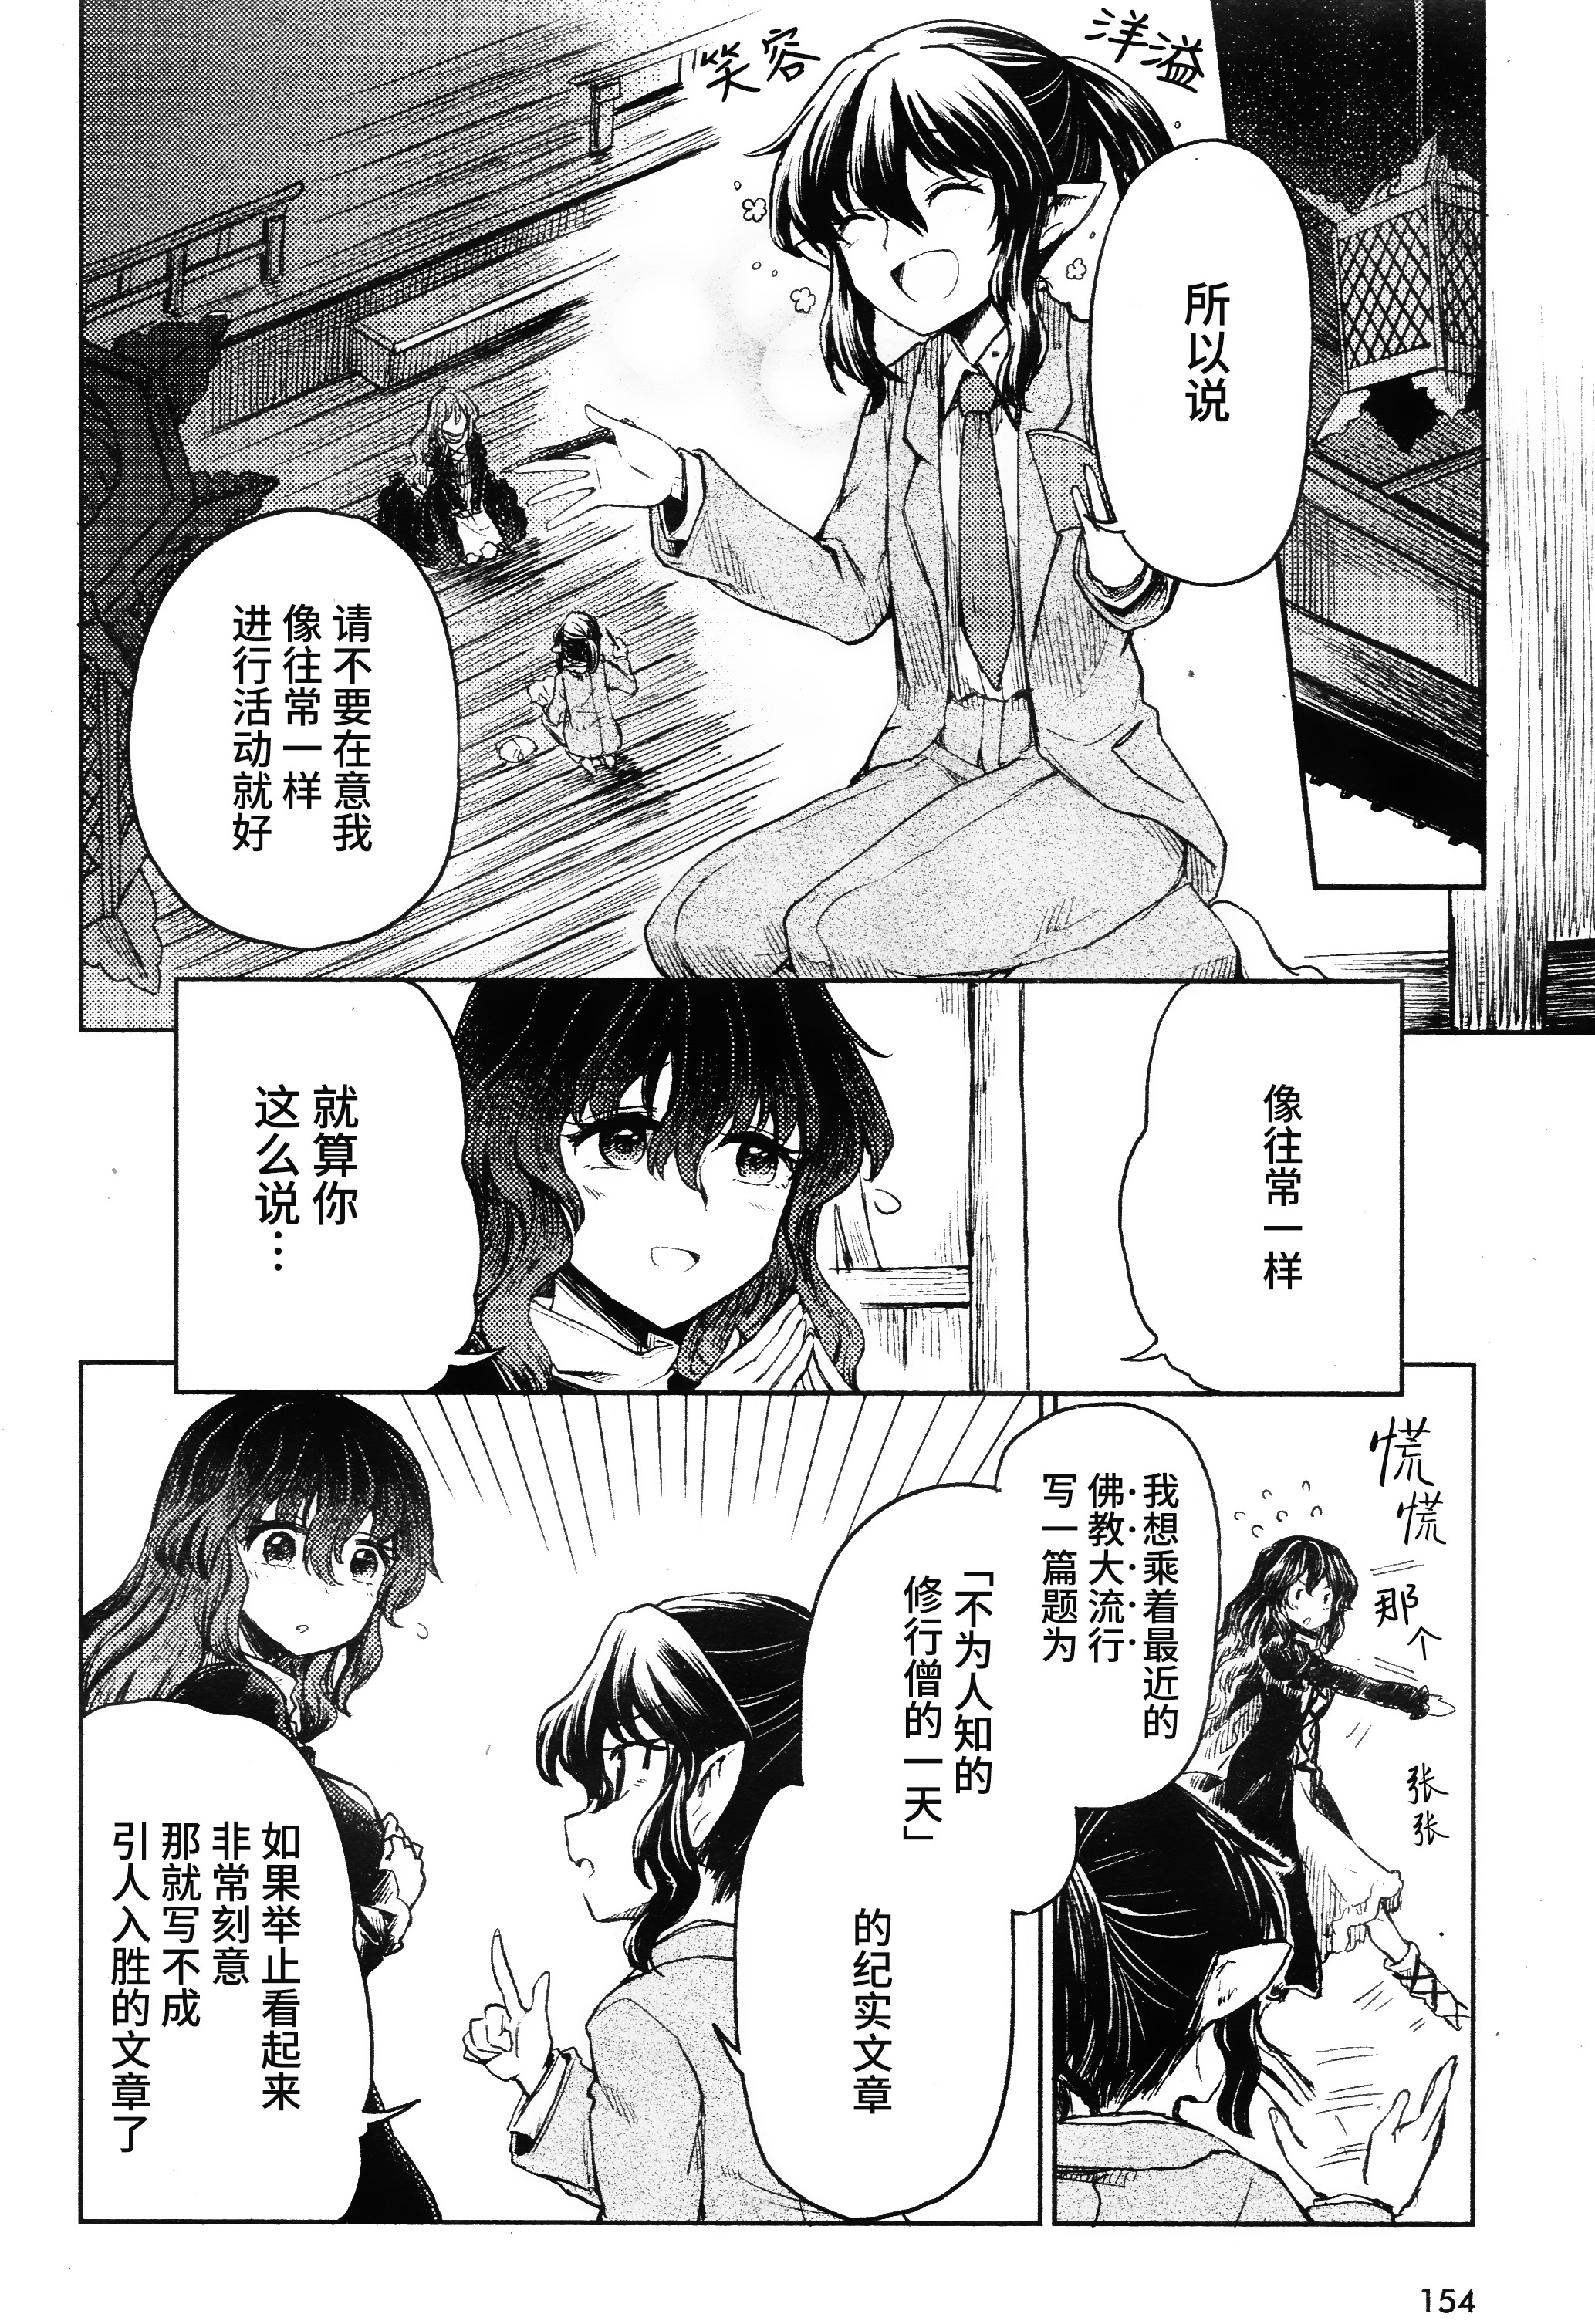 洋溢
笑容
所以说
请不要在意我
像往常一样
进行活动就好
像往常一样
就算你
这么说…
慌慌
张张
那个
我想乘着最近的
佛教大流行
写一篇题为
「不为人知的
修行僧的一天」
的纪实文章
如果举止看起来
非常刻意
那就写不成
引人入胜的文章了
154